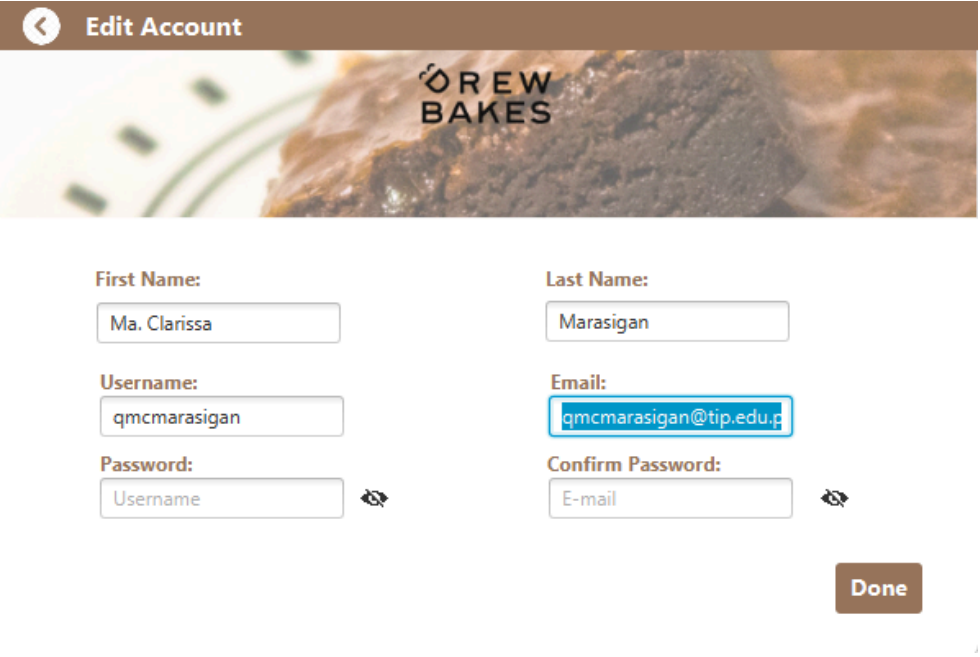 Edit Account
DREW
BAKES
First Name:
Last Name:
Ma. Clarissa
Marasigan
Username:
Email:
qmcmarasigan
qmcmarasigan@tip.edu.p
Password:
Confirm Password:
Username
E-mail
Done